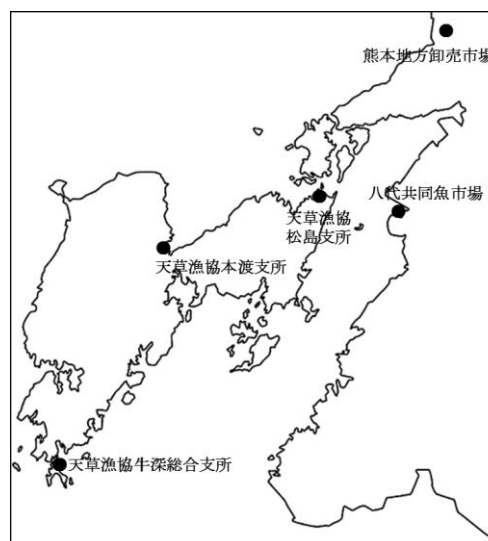 熊本地方卸売市場
八代共同魚市場
天草漁協
松島支所
天草漁協本渡支所
天草漁協牛深総合支所